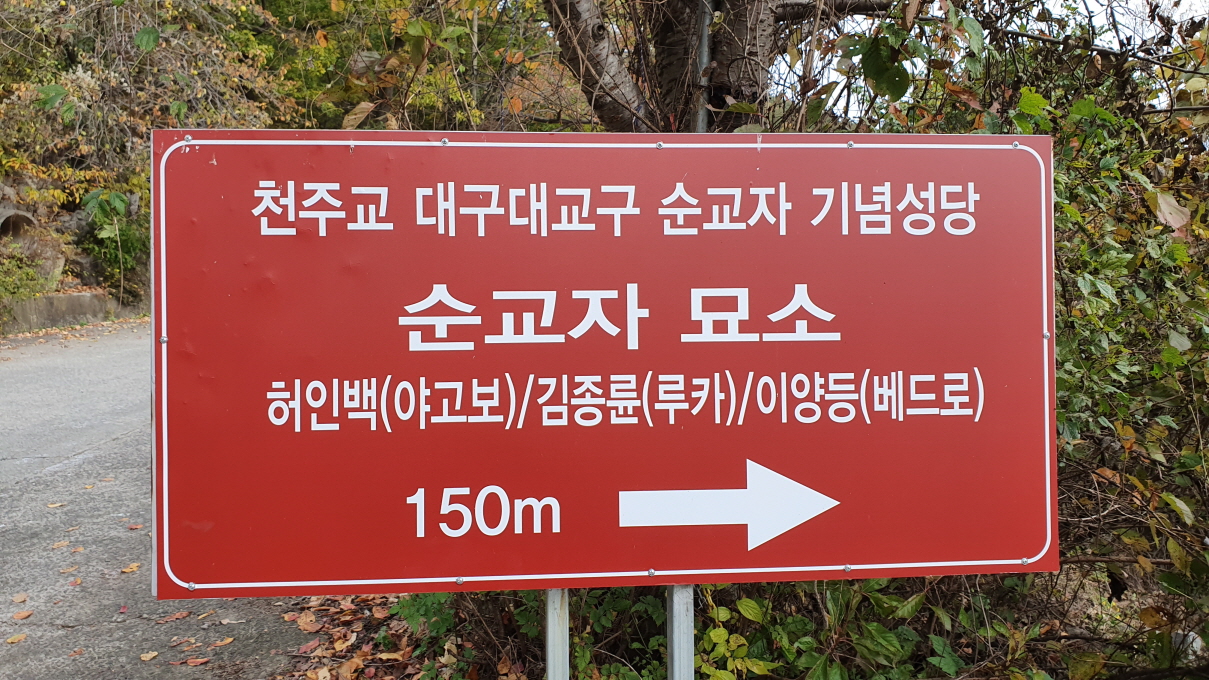 천주교 대구대교구 순교자 기념성당
순교자 묘소
허인백(야고보)/김종륜(루카)/이양등(베드로)
150m